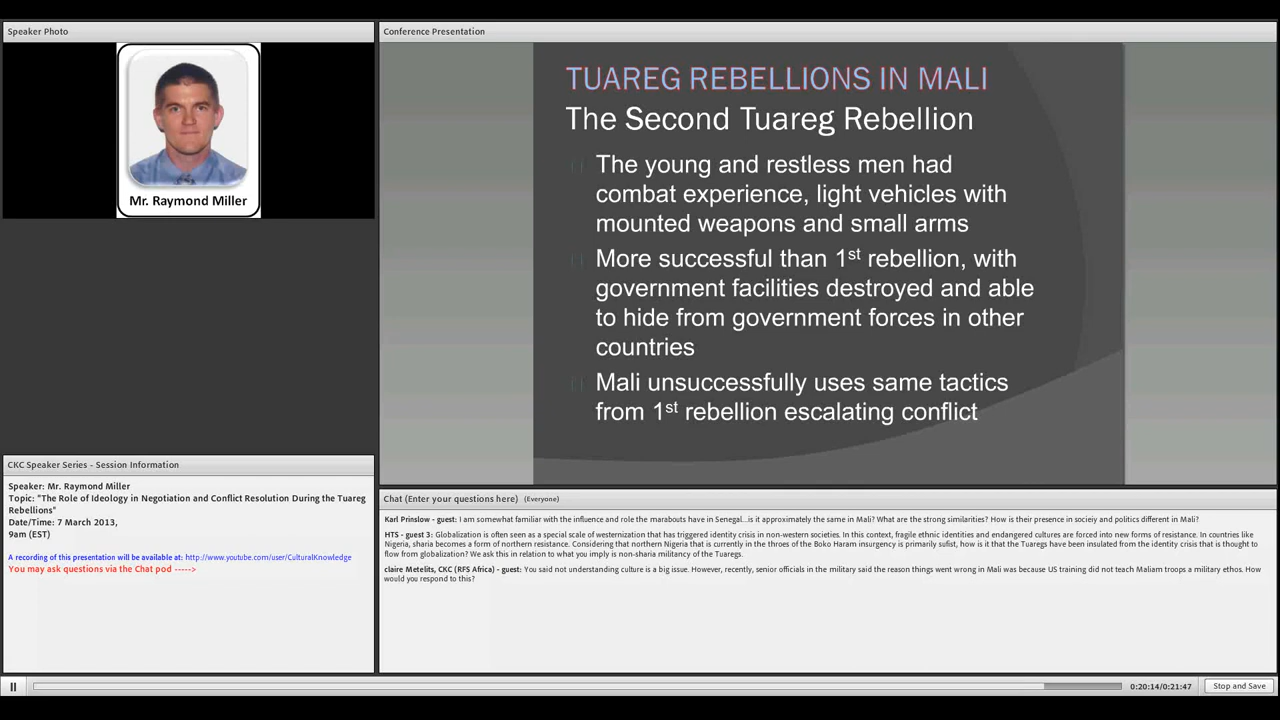 Speaker Photo
Mr. Raymond Miller
Conference Presentation
TUAREG REBELLIONS IN MALI
The Second Tuareg Rebellion
The young and restless men had
combat experience, light vehicles with
mounted weapons and small arms
More successful than 1st rebellion, with
government facilities destroyed and able
to hide from government forces in other
countries
Mali unsuccessfully uses same tactics
from 1st rebellion escalating conflict
CKC Speaker Series - Session Information
Speaker: Mr. Raymond Miller
Topic: "The Role of Ideology in Negotiation and Conflict Resolution During the Tuareg
Rebellions"
Date/Time: 7 March 2013,
9am (EST)
A recording of this presentation will be available at: http://www.youtube.com/user/CulturalKnowledge
You may ask questions via the Chat pod ----->
Chat (Enter your questions here) (Everyone)
Karl Prinslow - guest: I am somewhat familiar with the influence and role the marabouts have in Senegal...is it approximately the same in Mali? What are the strong similarities? How is their presence in socieiy and politics different in Mali?
HTS - guest 3: Globalization is often seen as a special scale of westernization that has triggered identity crisis in non-western societies. In this context, fragile ethnic identities and endangered cultures are forced into new forms of resistance. In countries like
Nigeria, sharia becomes a form of northern resistance. Considering that northern Nigeria that is currently in the throes of the Boko Haram insurgency is primarily sufist, how is it that the Tuaregs have been insulated from the identity crisis that is thought to
flow from globalization? We ask this in relation to what you imply is non-sharia militancy of the Tuaregs.
claire Metelits, CKC (RFS Africa) - guest: You said not understanding culture is a big issue. However, recently, senior officials in the military said the reason things went wrong in Mali was because US training did not teach Maliam troops a military ethos. How
would you respond to this?
0:20:14/0:21:47
Stop and Save